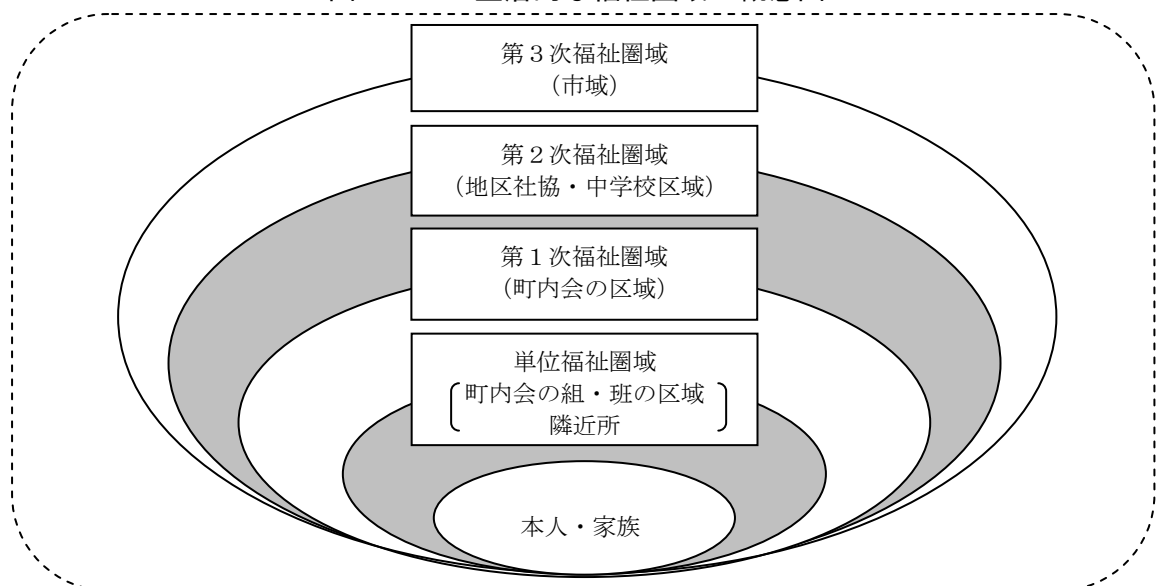 第３次福祉圏域
（市域）
第２次福祉圏域
（地区社協・中学校区域）
第１次福祉圏域
（町内会の区域）
単位福祉圏域
町内会の組・班の区域
隣近所
本人・家族